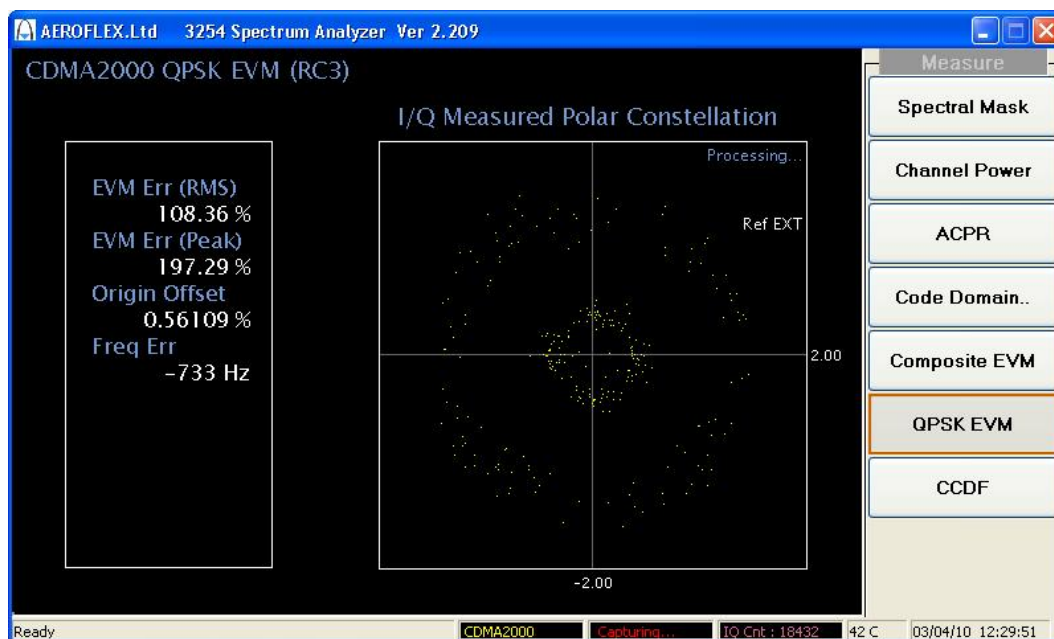 AEROFLEX.Ltd 3254 Spectrum Analyzer Ver 2.209
CDMA2000 QPSK EVM (RC3)
I/Q Measured Polar Constellation
Processing...
Ref EXT
EVM Err (RMS)
108.36 %
EVM Err (Peak)
197.29 %
Origin Offset
0.56109 %
Freq Err
-733 Hz
2.00
-2.00
Measure
Spectral Mask
Channel Power
ACPR
Code Domain..
Composite EVM
QPSK EVM
CCDF
Ready
CDMA2000
Capturing...
IQ Cnt : 18432
42 C
03/04/10 12:29:51